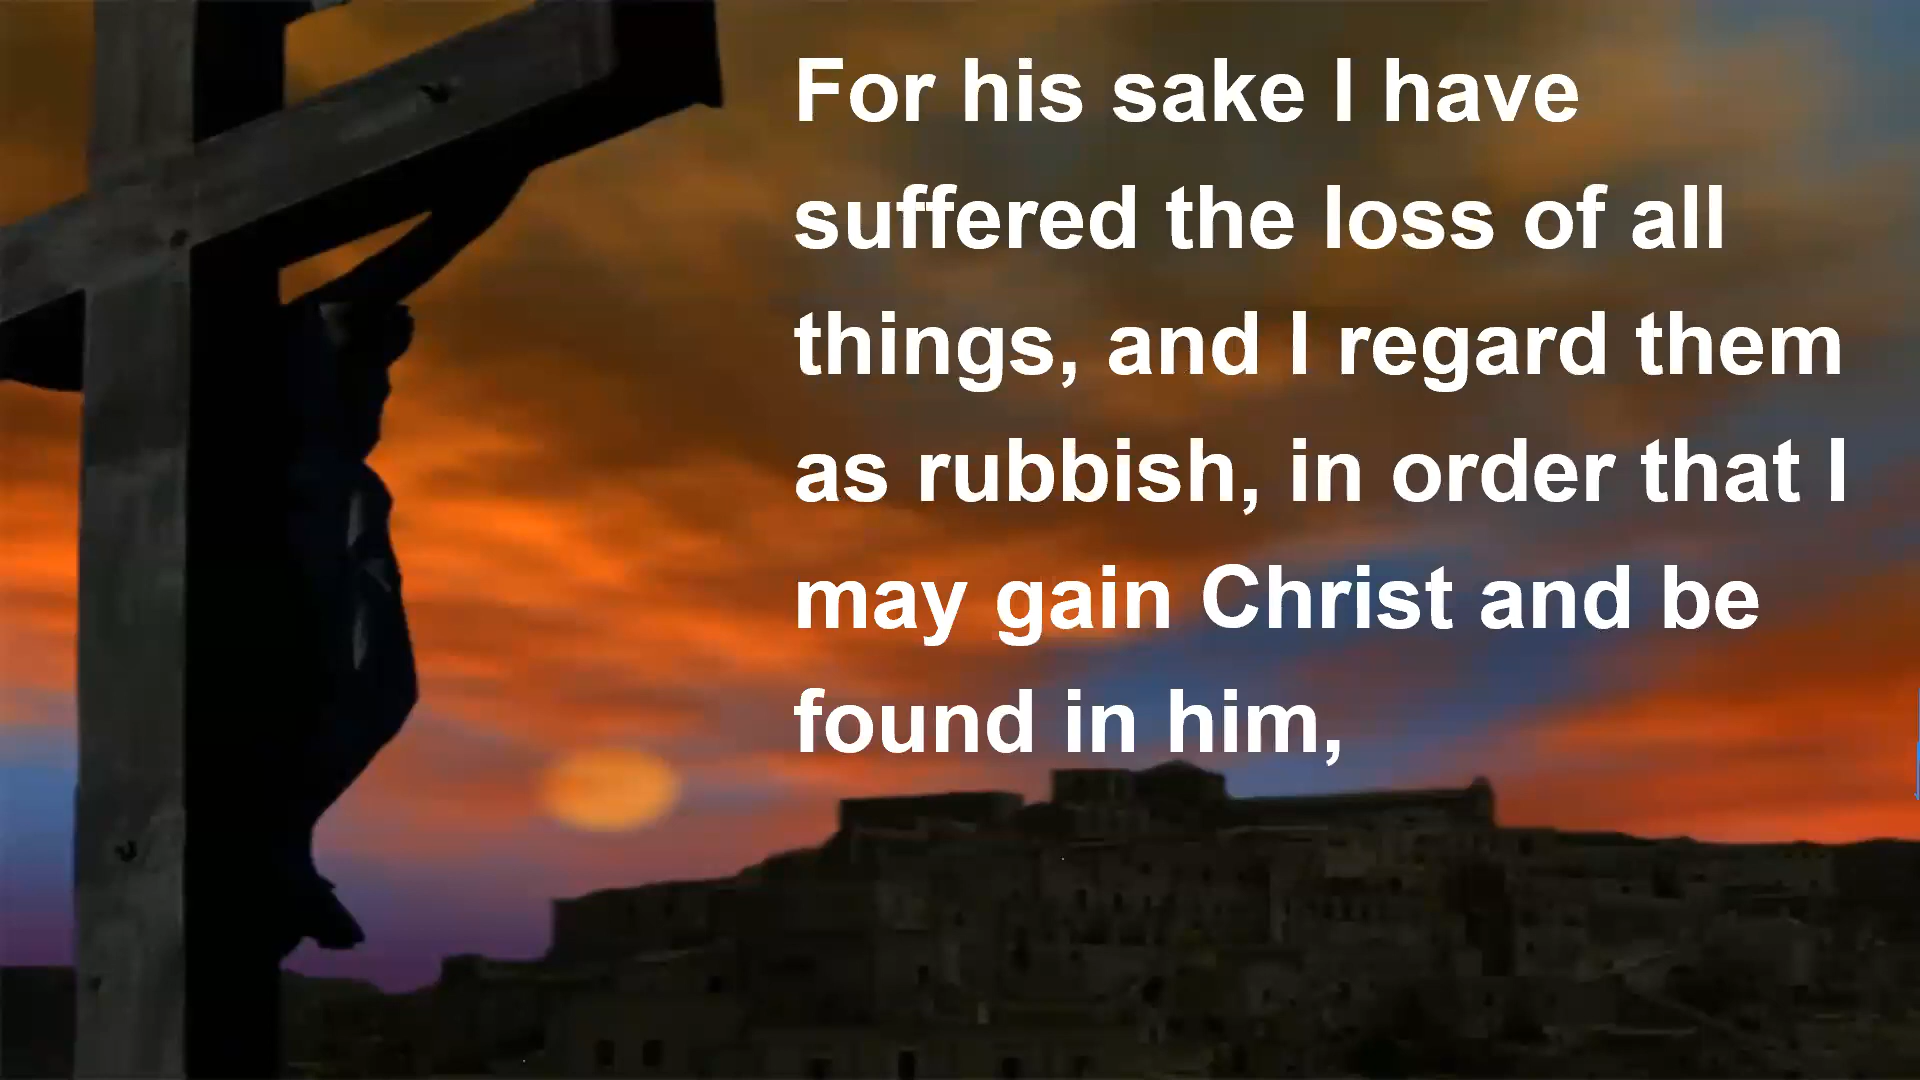 For his sake I have
suffered the loss of all
things, and I regard them
as rubbish, in order that I
may gain Christ and be
found in him,